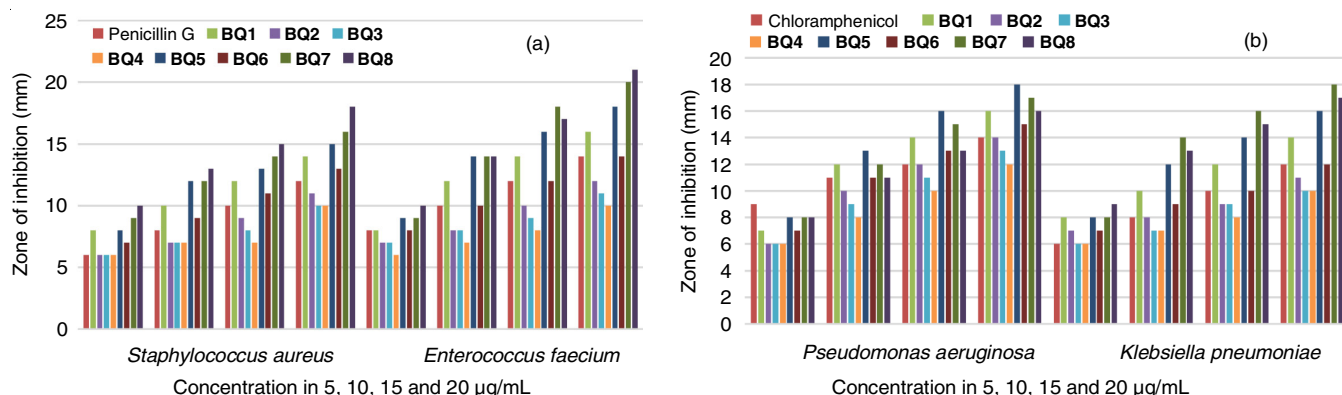 25
20
15
10
5
0
Zone of inhibition (mm)
Penicillin G BQ1 BQ2 BQ3
BQ4 BQ5 BQ6 BQ7 BQ8
(a)
Staphylococcus aureus Enterococcus faecium
Concentration in 5, 10, 15 and 20 µg/mL
Chloramphenicol BQ1 BQ2 BQ3
BQ4 BQ5 BQ6 BQ7 BQ8
(b)
20
18
16
14
12
10
8
6
4
2
0
Zone of inhibition (mm)
Pseudomonas aeruginosa Klebsiella pneumoniae
Concentration in 5, 10, 15 and 20 µg/mL